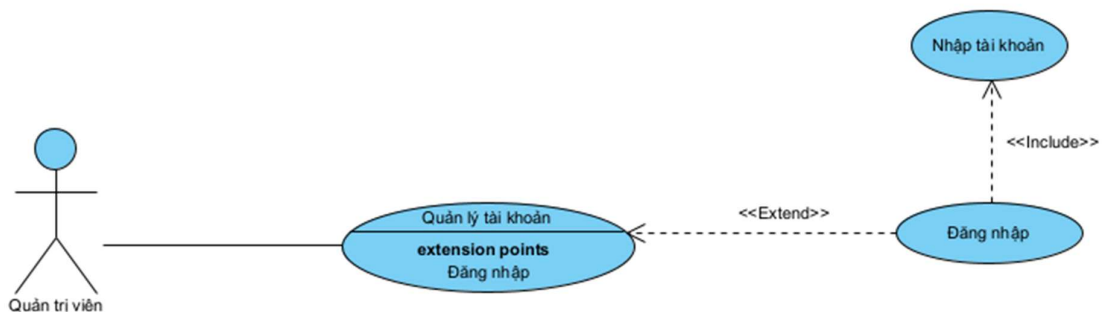 Nhập tài khoản
<<Include>>
Quản lý tài khoản
<<Extend>>
Đăng nhập
extension points
Đăng nhập
Quản trị viên